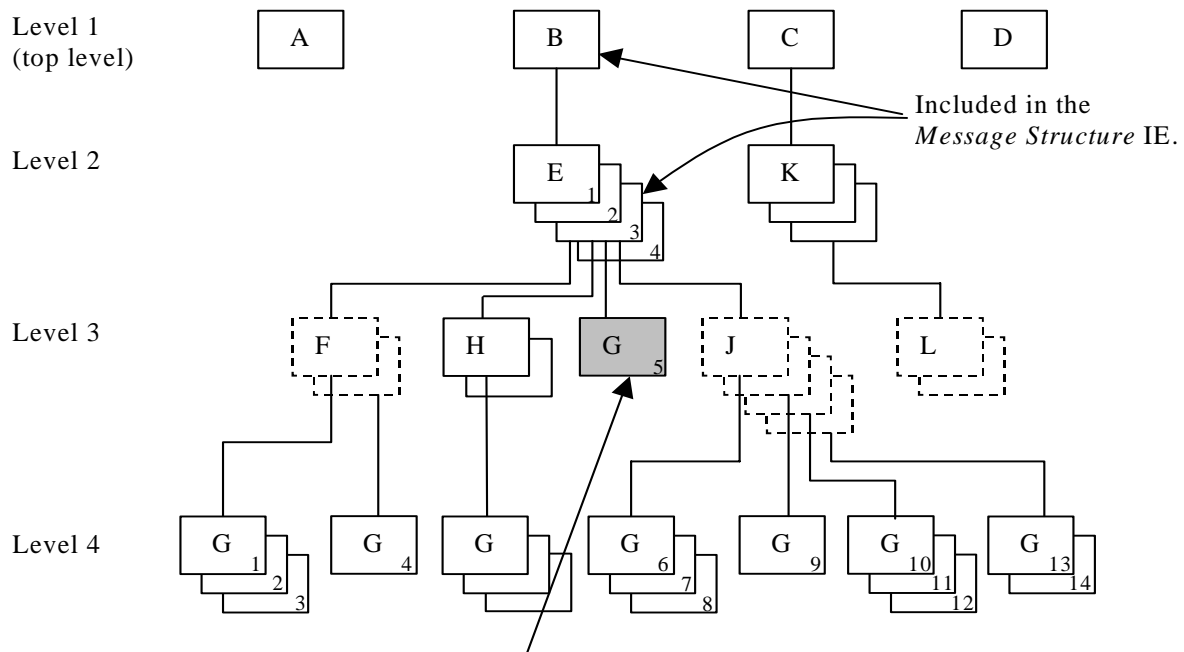 Level 1
(top level)
A
B
C
D
Included in the
Message Structure IE.
Level 2
E
1
2
3
4
K
Level 3
F
H
G
5
J
L
Level 4
G
1
2
3
G
4
G
G
6
7
8
G
9
G
10
11
12
G
13
14